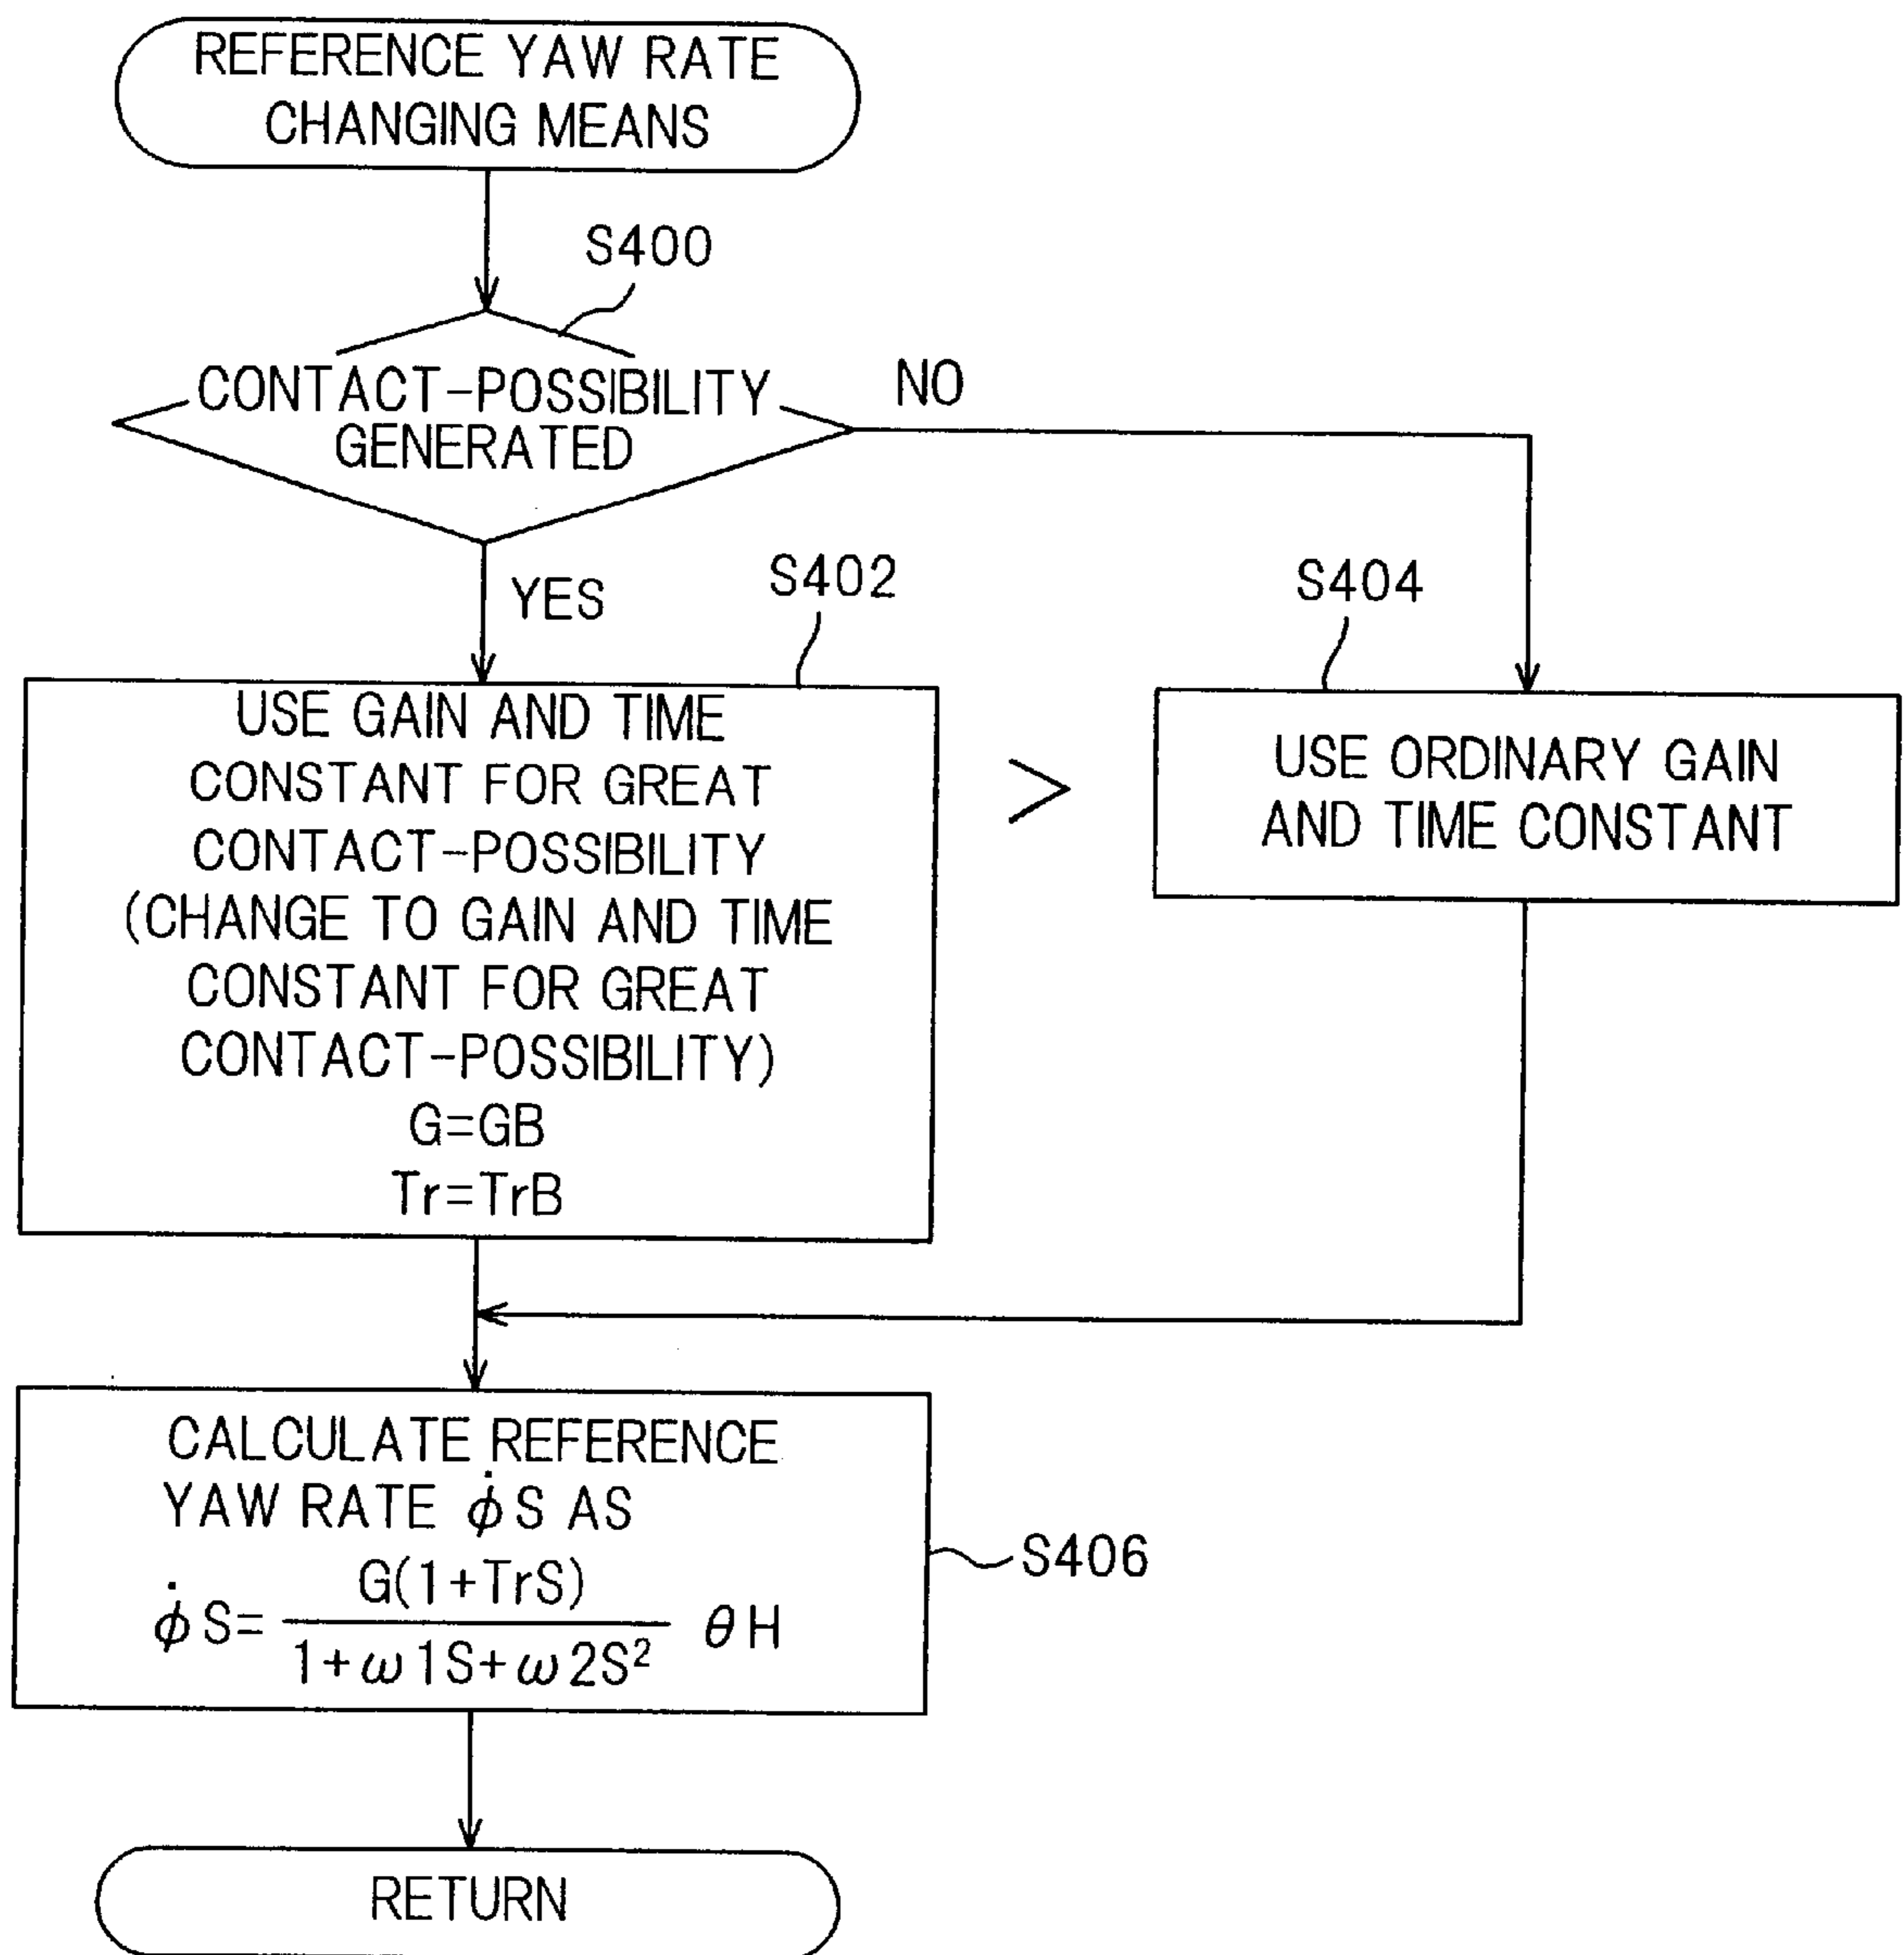 REFERENCE YAW RATE
CHANGING MEANS
S400
CONTACT-POSSIBILITY
GENERATED
NO
YES
S402
USE GAIN AND TIME
CONSTANT FOR GREAT
CONTACT-POSSIBILITY
(CHANGE TO GAIN AND TIME
CONSTANT FOR GREAT
CONTACT-POSSIBILITY)
G=GB
Tr=TrB
>
S404
USE ORDINARY GAIN
AND TIME CONSTANT
CALCULATE REFERENCE
YAW RATE φ̇S AS
φ̇S= G(1+TrS) / 1+ω1S+ω2S² θH
S406
RETURN